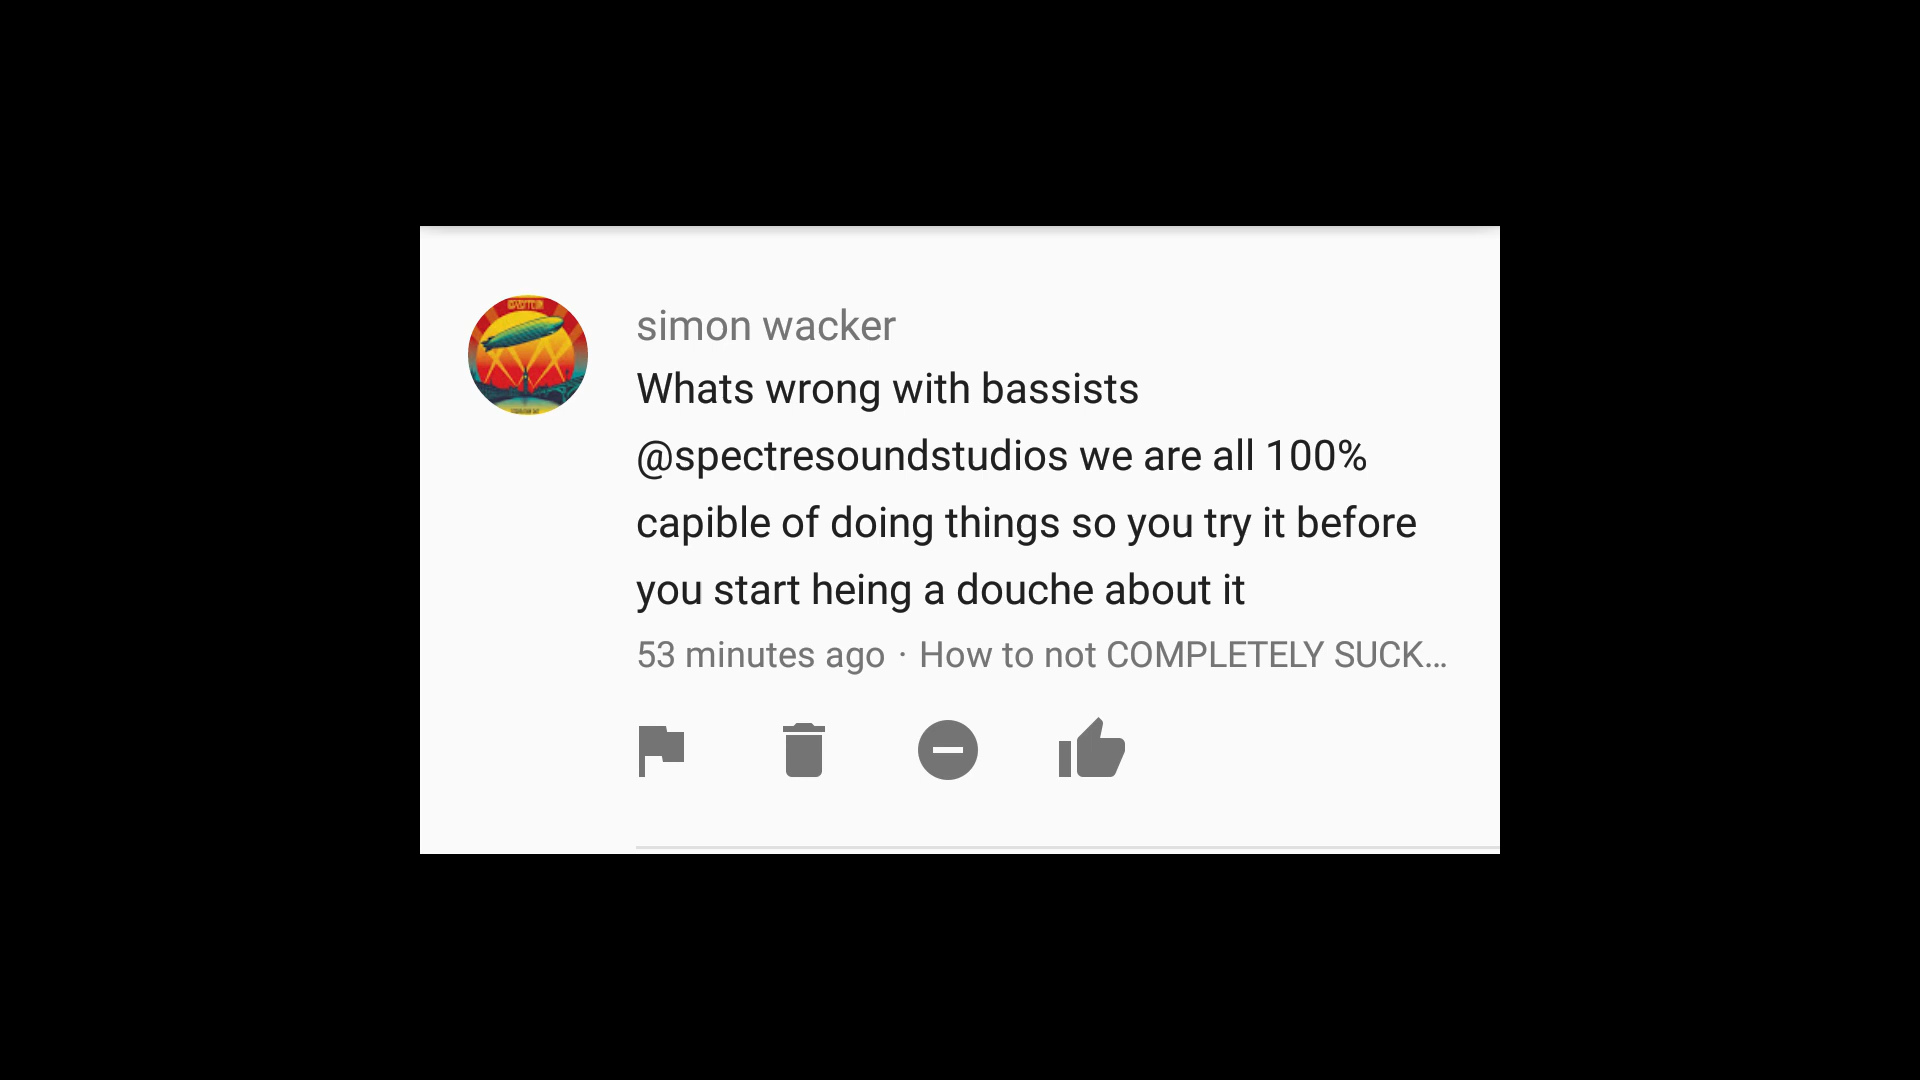 simon wacker
Whats wrong with bassists
@spectresoundstudios we are all 100%
capible of doing things so you try it before
you start heing a douche about it
53 minutes ago · How to not COMPLETELY SUCK...